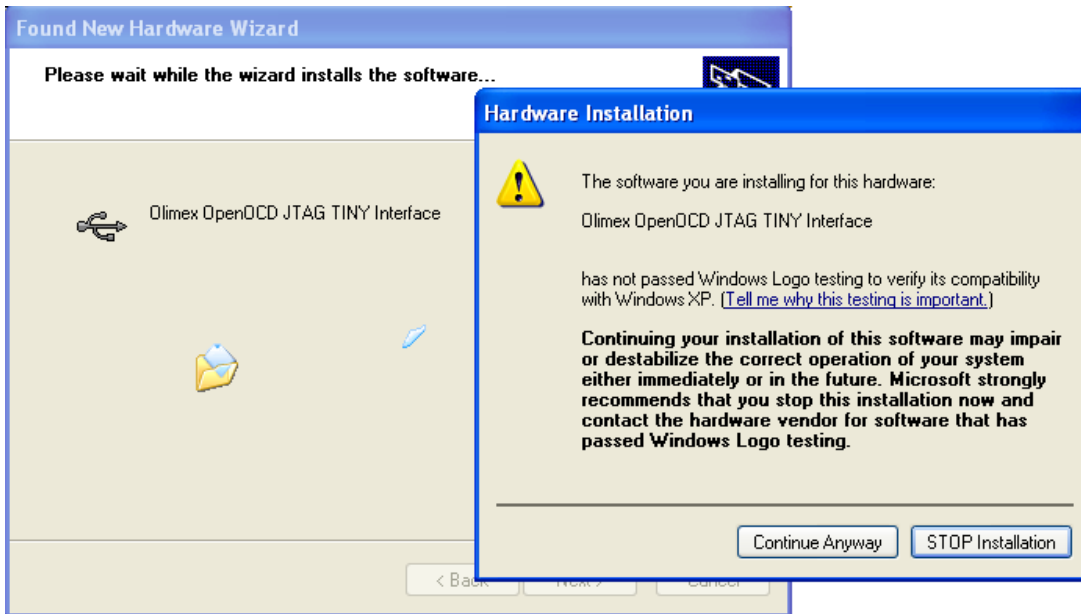 Found New Hardware Wizard
Please wait while the wizard installs the software...
Olimex OpenOCD JTAG TINY Interface
Hardware Installation
The software you are installing for this hardware:
Olimex OpenOCD JTAG TINY Interface
has not passed Windows Logo testing to verify its compatibility
with Windows XP. (Tell me why this testing is important.)
Continuing your installation of this software may impair
or destabilize the correct operation of your system
either immediately or in the future. Microsoft strongly
recommends that you stop this installation now and
contact the hardware vendor for software that has
passed Windows Logo testing.
Continue Anyway
STOP Installation
< Back